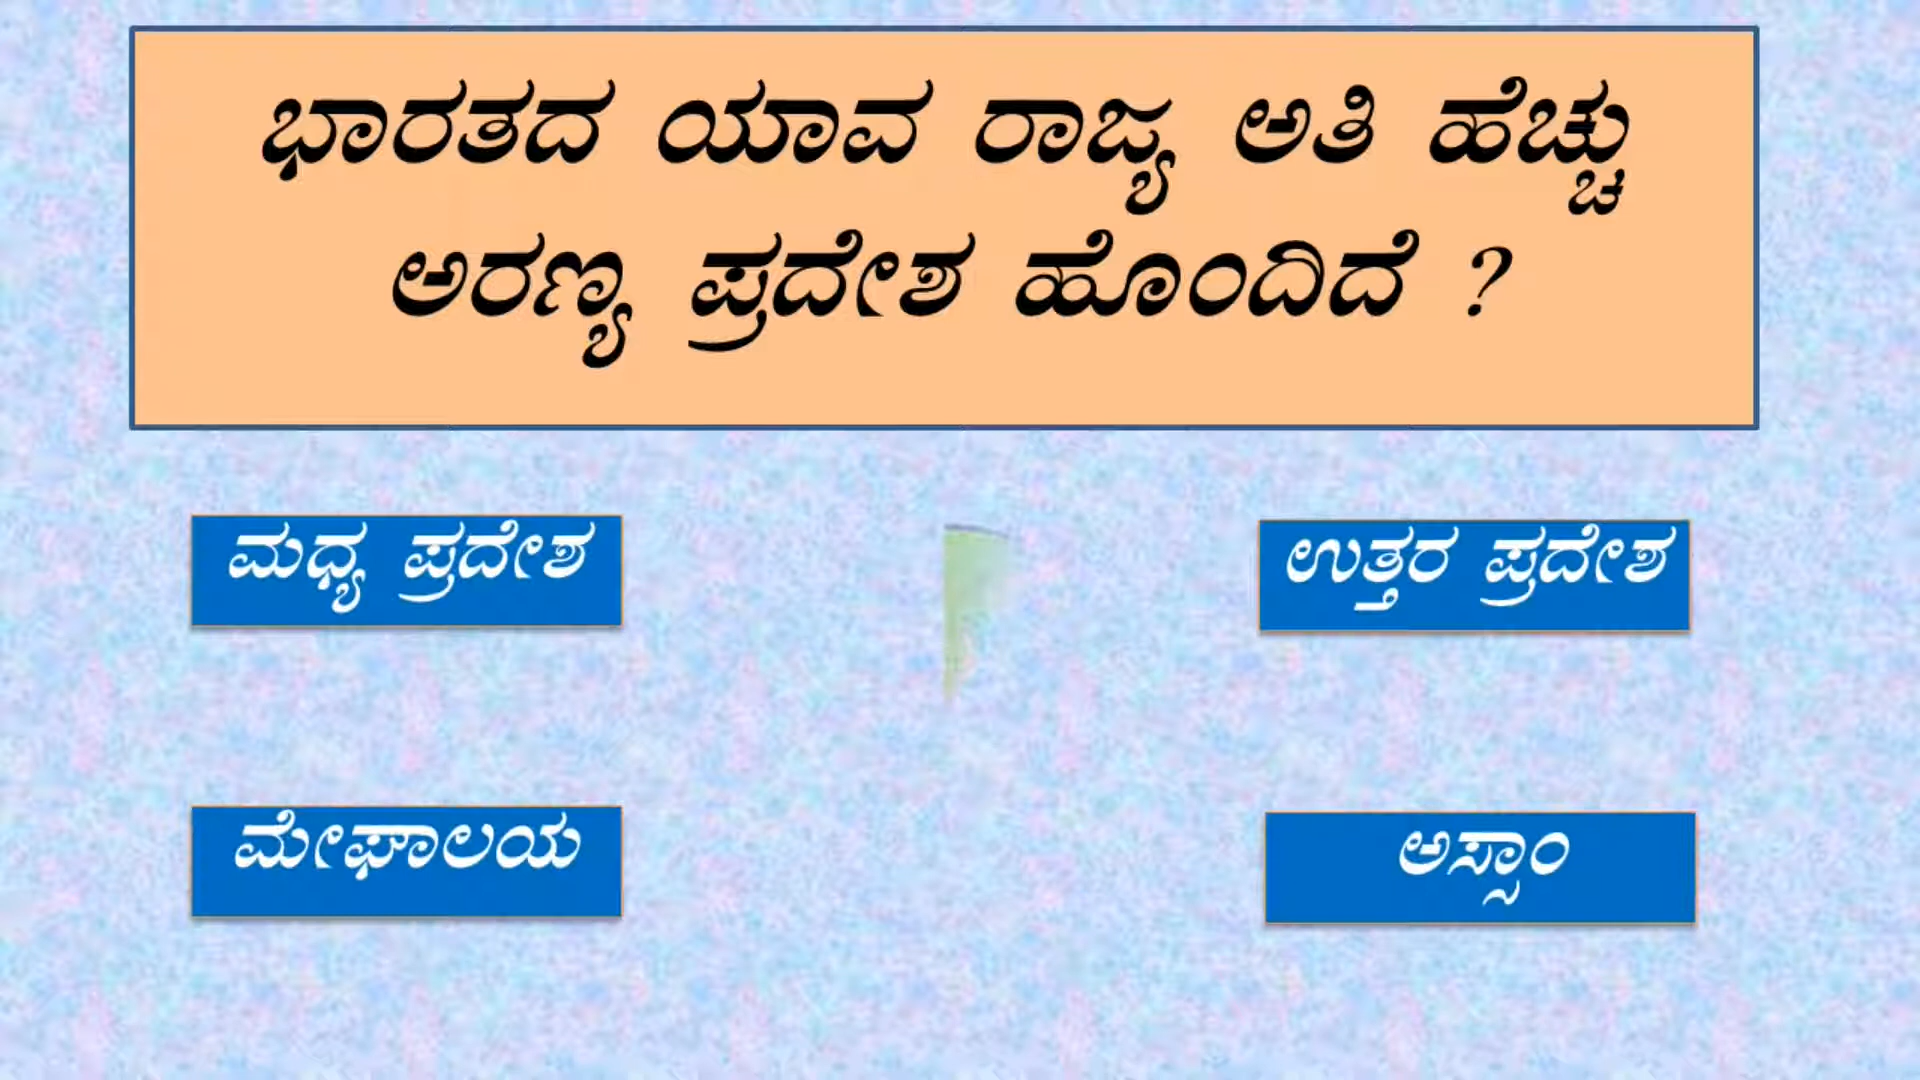 ಭಾರತದ ಯಾವ ರಾಜ್ಯ ಅತಿ ಹೆಚ್ಚು
ಅರಣ್ಯ ಪ್ರದೇಶ ಹೊಂದಿದೆ ?
ಮಧ್ಯ ಪ್ರದೇಶ
ಉತ್ತರ ಪ್ರದೇಶ
ಮೇಘಾಲಯ
ಅಸ್ಸಾಂ